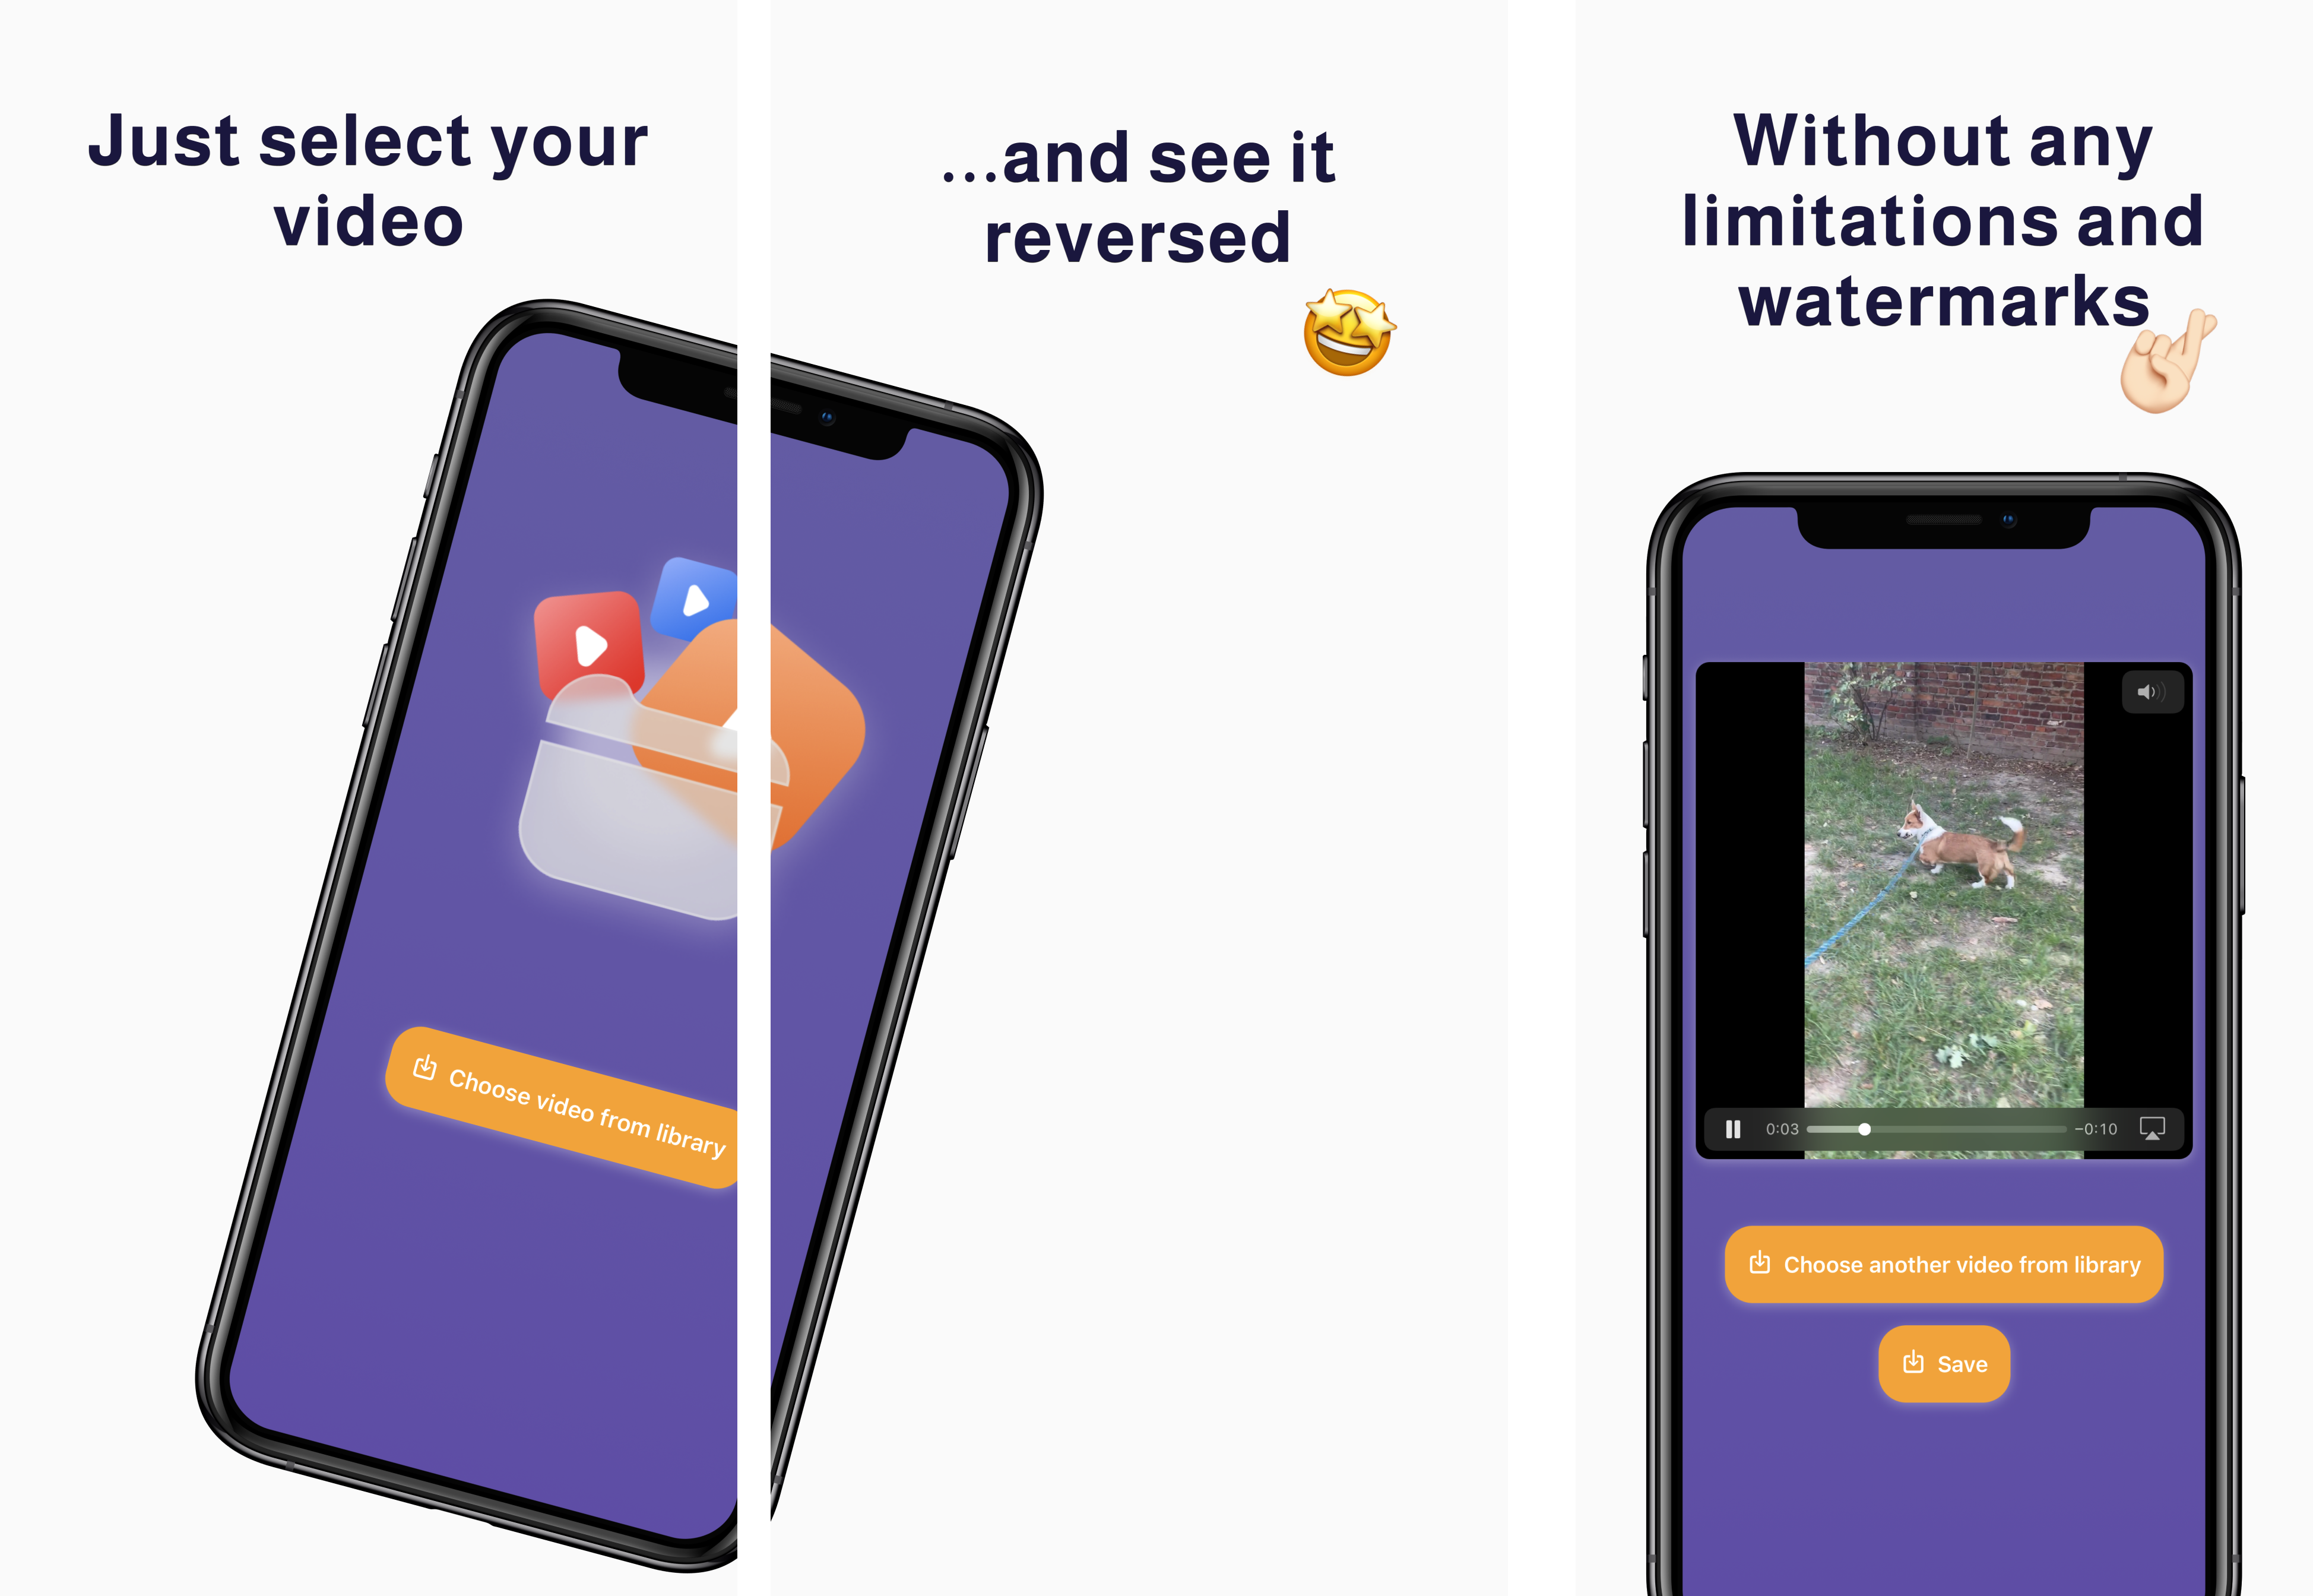 Just select your
video
Choose video from library
...and see it
reversed
Without any
limitations and
watermarks
0:03
-0:10
Choose another video from library
Save